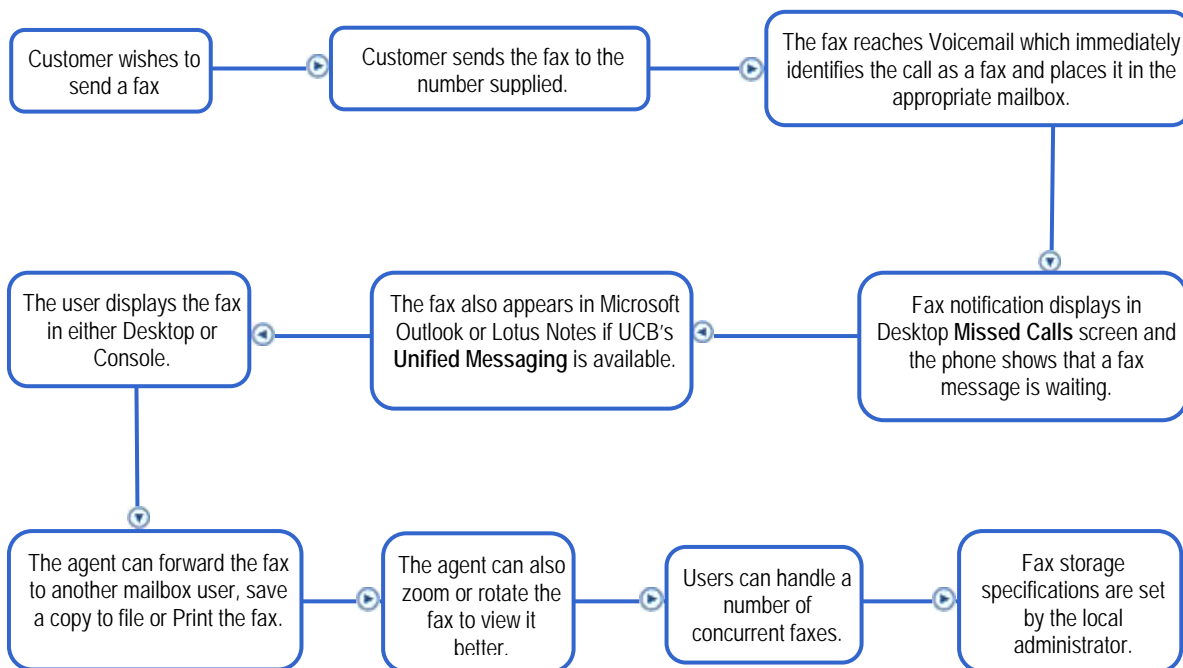 Customer wishes to
send a fax
Customer sends the fax to the
number supplied.
The fax reaches Voicemail which immediately
identifies the call as a fax and places it in the
appropriate mailbox.
Fax notification displays in
Desktop Missed Calls screen and
the phone shows that a fax
message is waiting.
The fax also appears in Microsoft
Outlook or Lotus Notes if UCB's
Unified Messaging is available.
The user displays the fax
in either Desktop or
Console.
The agent can forward the fax
to another mailbox user, save
a copy to file or Print the fax.
The agent can also
zoom or rotate the
fax to view it
better.
Users can handle a
number of
concurrent faxes.
Fax storage
specifications are set
by the local
administrator.